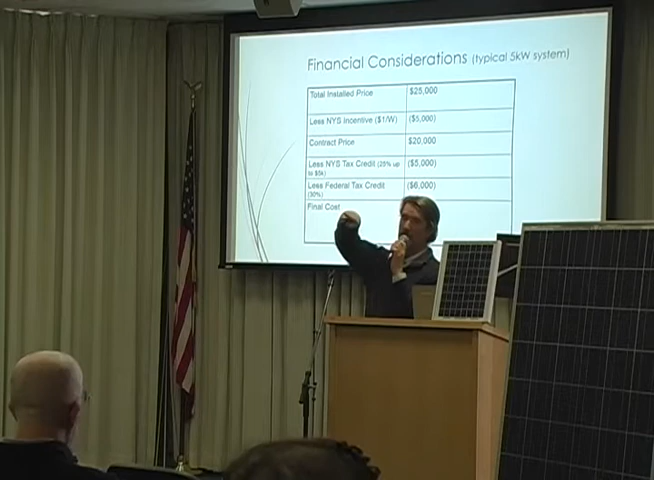 Financial Considerations (typical 5kW system)
Total Installed Price $25,000
Less NYS Incentive ($1/W) ($5,000)
Contract Price $20,000
Less NYS Tax Credit (25% up ($5,000)
to $5k)
Less Federal Tax Credit ($6,000)
(30%)
Final Cost